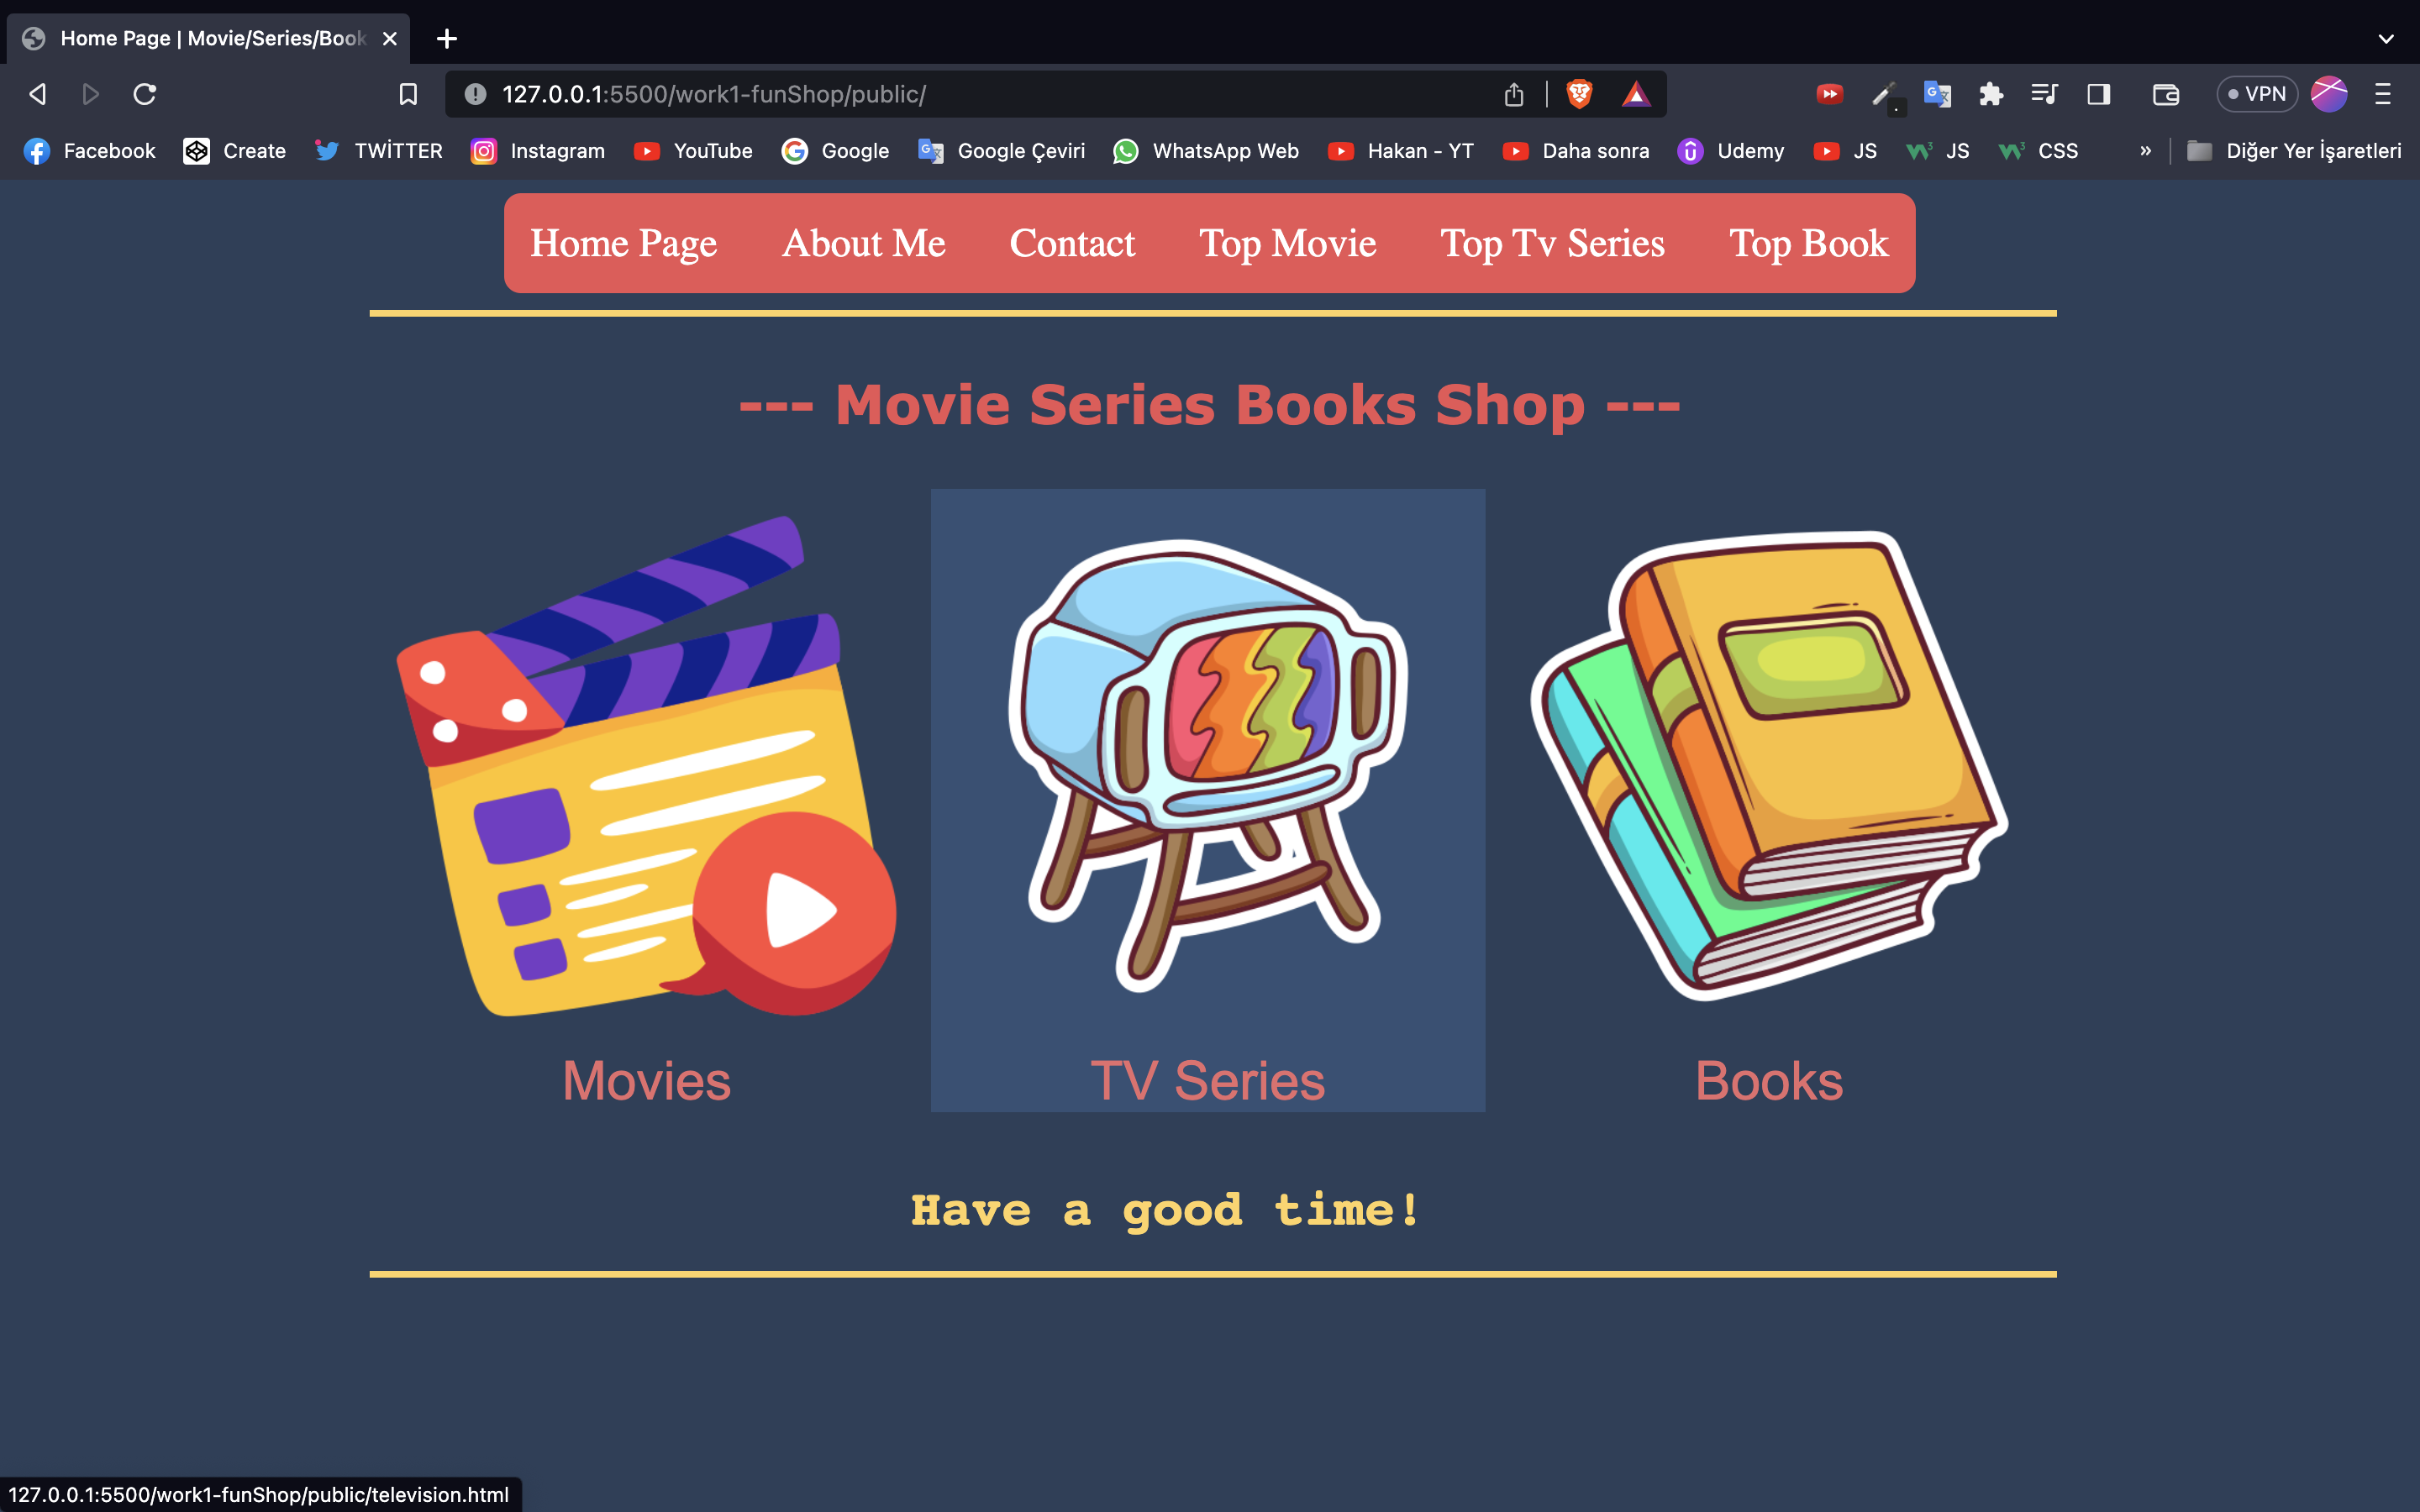 Home Page | Movie/Series/Book
127.0.0.1:5500/work1-funShop/public/
VPN
Facebook Create TWİTTER Instagram YouTube Google Google Çeviri WhatsApp Web Hakan - YT Daha sonra Udemy JS JS CSS » Diğer Yer İşaretleri
Home Page About Me Contact Top Movie Top Tv Series Top Book
--- Movie Series Books Shop ---
Movies TV Series Books
Have a good time!
127.0.0.1:5500/work1-funShop/public/television.html